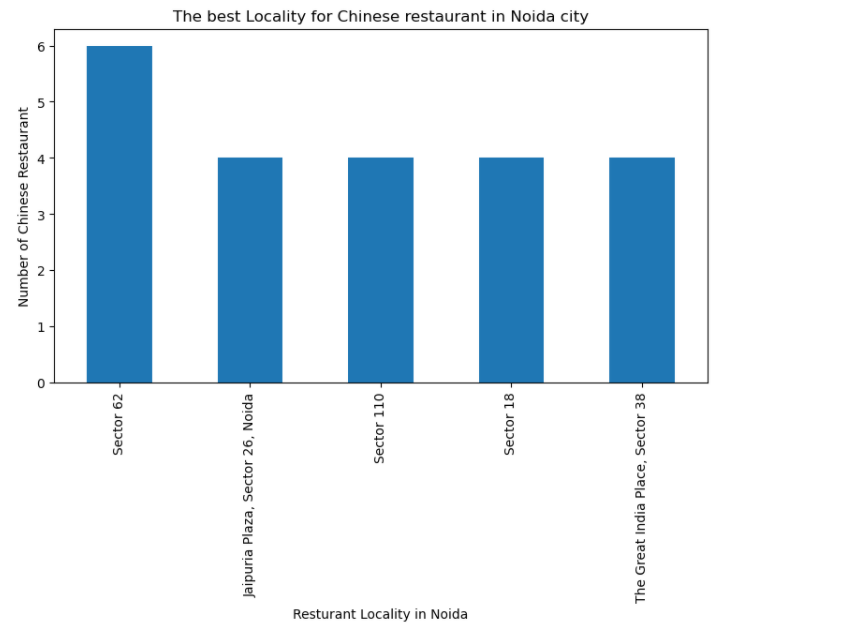 The best Locality for Chinese restaurant in Noida city
Number of Chinese Restaurant
6
5
4
3
2
1
0
Sector 62
Jaipuria Plaza, Sector 26, Noida
Sector 110
Sector 18
The Great India Place, Sector 38
Resturant Locality in Noida